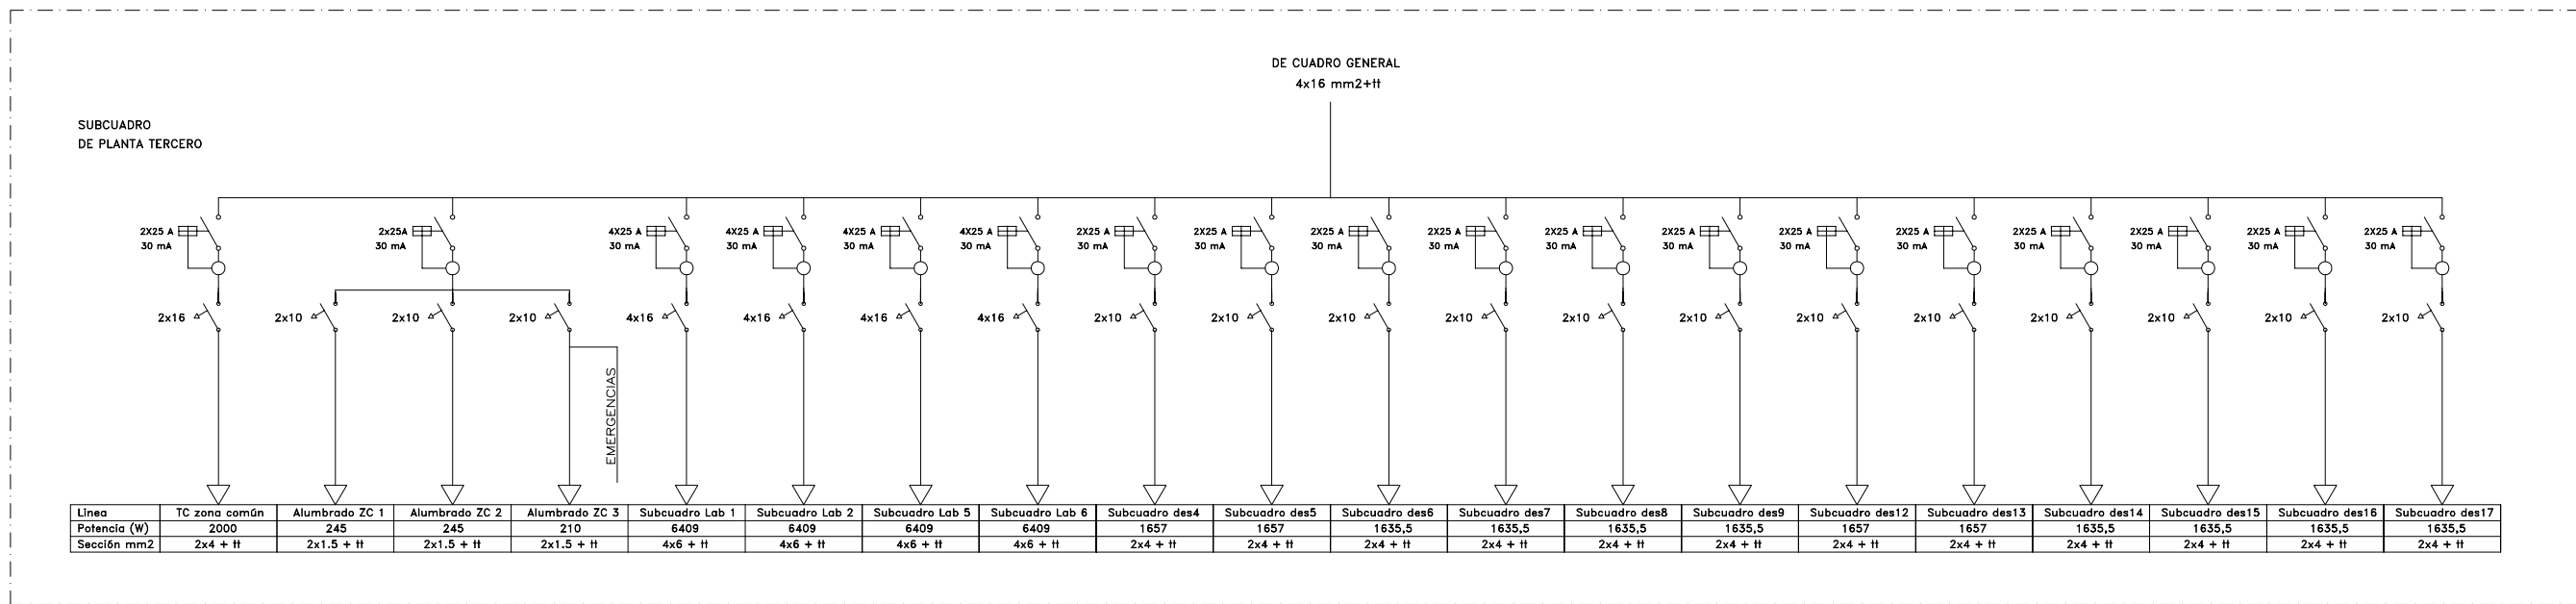 DE CUADRO GENERAL
4x16 mm2+tt
SUBCUADRO
DE PLANTA TERCERO
2X25 A 2x25A 4X25 A 4X25 A 4X25 A 4X25 A 2X25 A 2X25 A 2X25 A 2X25 A 2X25 A 2X25 A 2X25 A 2X25 A 2X25 A 2X25 A 2X25 A 2X25 A
30 mA 30 mA 30 mA 30 mA 30 mA 30 mA 30 mA 30 mA 30 mA 30 mA 30 mA 30 mA 30 mA 30 mA 30 mA 30 mA 30 mA 30 mA
2x16 2x10 2x10 2x10 4x16 4x16 4x16 4x16 2x10 2x10 2x10 2x10 2x10 2x10 2x10 2x10 2x10 2x10 2x10 2x10
EMERGENCIAS
Línea TC zona común Alumbrado ZC 1 Alumbrado ZC 2 Alumbrado ZC 3 Subcuadro Lab 1 Subcuadro Lab 2 Subcuadro Lab 5 Subcuadro Lab 6 Subcuadro des4 Subcuadro des5 Subcuadro des6 Subcuadro des7 Subcuadro des8 Subcuadro des9 Subcuadro des12 Subcuadro des13 Subcuadro des14 Subcuadro des15 Subcuadro des16 Subcuadro des17
Potencia (W) 2000 245 245 210 6409 6409 6409 6409 1657 1657 1635,5 1635,5 1635,5 1635,5 1657 1657 1635,5 1635,5 1635,5 1635,5
Sección mm2 2x4 + tt 2x1.5 + tt 2x1.5 + tt 2x1.5 + tt 4x6 + tt 4x6 + tt 4x6 + tt 4x6 + tt 2x4 + tt 2x4 + tt 2x4 + tt 2x4 + tt 2x4 + tt 2x4 + tt 2x4 + tt 2x4 + tt 2x4 + tt 2x4 + tt 2x4 + tt 2x4 + tt